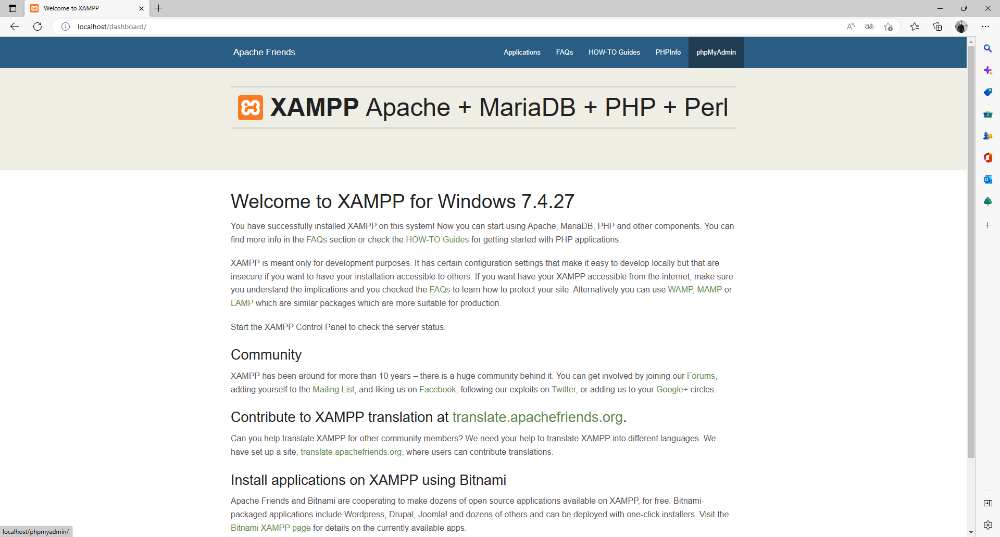 Welcome to XAMPP
localhost/dashboard/
Apache Friends
Applications
FAQs
HOW-TO Guides
PHPInfo
phpMyAdmin
XAMPP Apache + MariaDB + PHP + Perl
Welcome to XAMPP for Windows 7.4.27
You have successfully installed XAMPP on this system! Now you can start using Apache, MariaDB, PHP and other components. You can
find more info in the FAQs section or check the HOW-TO Guides for getting started with PHP applications.
XAMPP is meant only for development purposes. It has certain configuration settings that make it easy to develop locally but that are
insecure if you want to have your installation accessible to others. If you want have your XAMPP accessible from the internet, make sure
you understand the implications and you checked the FAQs to learn how to protect your site. Alternatively you can use WAMP, MAMP or
LAMP which are similar packages which are more suitable for production.
Start the XAMPP Control Panel to check the server status.
Community
XAMPP has been around for more than 10 years – there is a huge community behind it. You can get involved by joining our Forums,
adding yourself to the Mailing List, and liking us on Facebook, following our exploits on Twitter, or adding us to your Google+ circles.
Contribute to XAMPP translation at translate.apachefriends.org.
Can you help translate XAMPP for other community members? We need your help to translate XAMPP into different languages. We
have set up a site, translate.apachefriends.org, where users can contribute translations.
Install applications on XAMPP using Bitnami
Apache Friends and Bitnami are cooperating to make dozens of open source applications available on XAMPP, for free. Bitnami-
packaged applications include Wordpress, Drupal, Joomla! and dozens of others and can be deployed with one-click installers. Visit the
Bitnami XAMPP page for details on the currently available apps.
localhost/phpmyadmin/